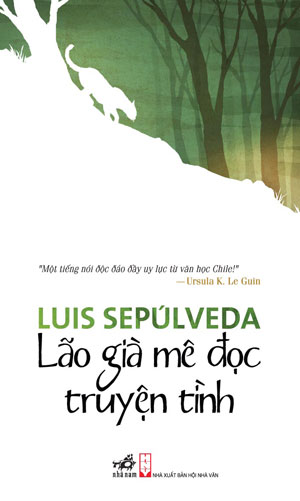 "Một tiếng nói độc đáo đầy uy lực từ văn học Chile!"
— Ursula K. Le Guin
LUIS SEPÚLVEDA
Lão già mê đọc
truyện tình
nhã nam
NHÀ XUẤT BẢN HỘI NHÀ VĂN